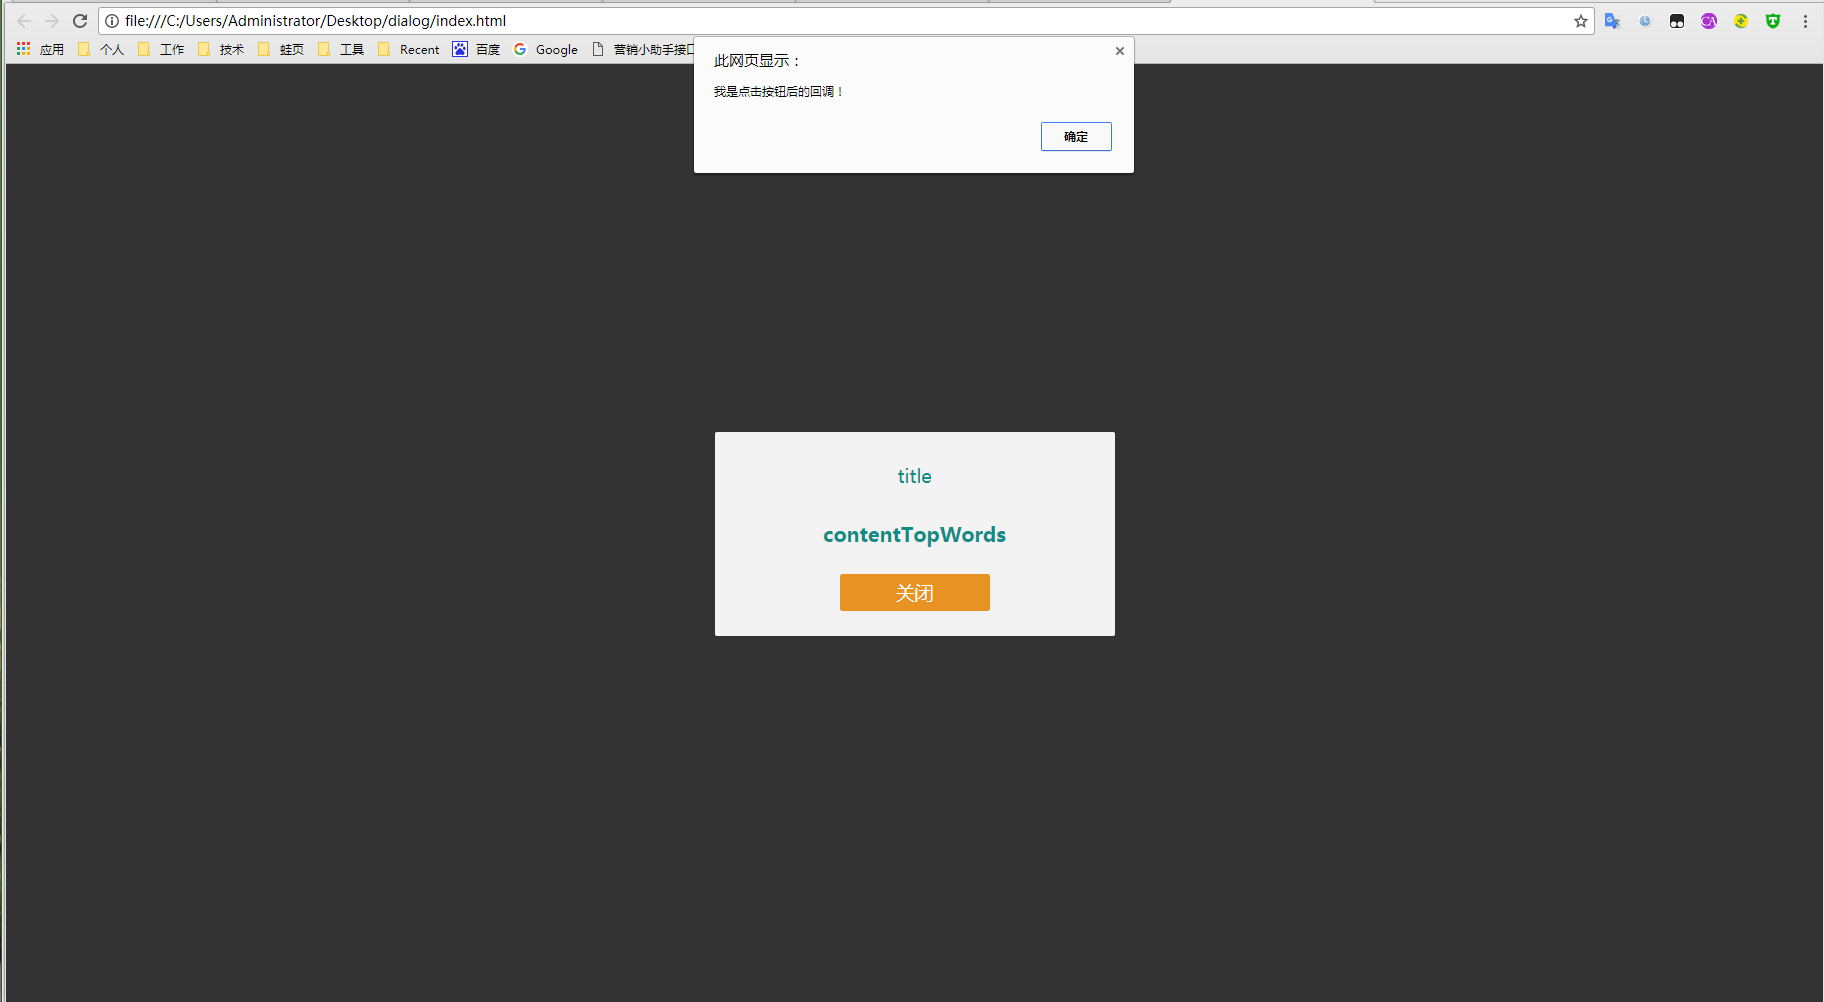 file:///C:/Users/Administrator/Desktop/dialog/index.html
应用 个人 工作 技术 蛙页 工具 Recent 百度 Google 营销小助手接口
此网页显示：
我是点击按钮后的回调！
确定
title
contentTopWords
关闭